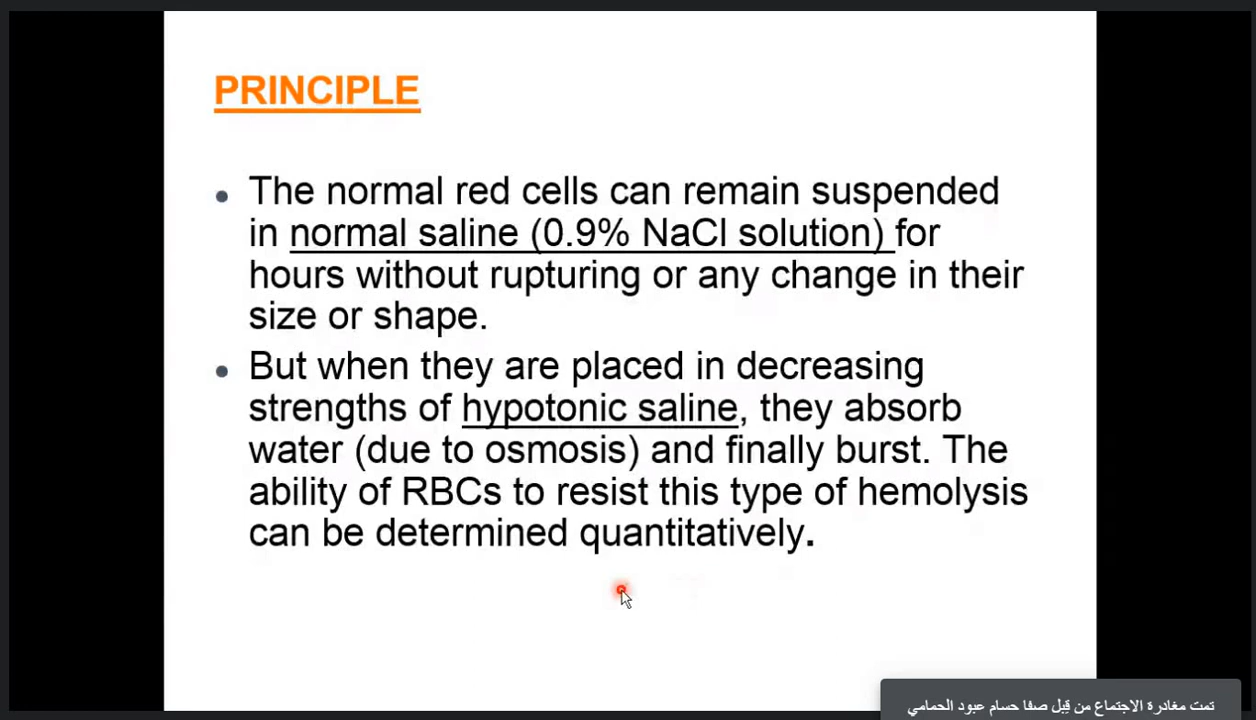 PRINCIPLE
• The normal red cells can remain suspended
in normal saline (0.9% NaCl solution) for
hours without rupturing or any change in their
size or shape.
• But when they are placed in decreasing
strengths of hypotonic saline, they absorb
water (due to osmosis) and finally burst. The
ability of RBCs to resist this type of hemolysis
can be determined quantitatively.
تمت مغادرة الاجتماع من قِبل صفا حسام عبود الحمامي